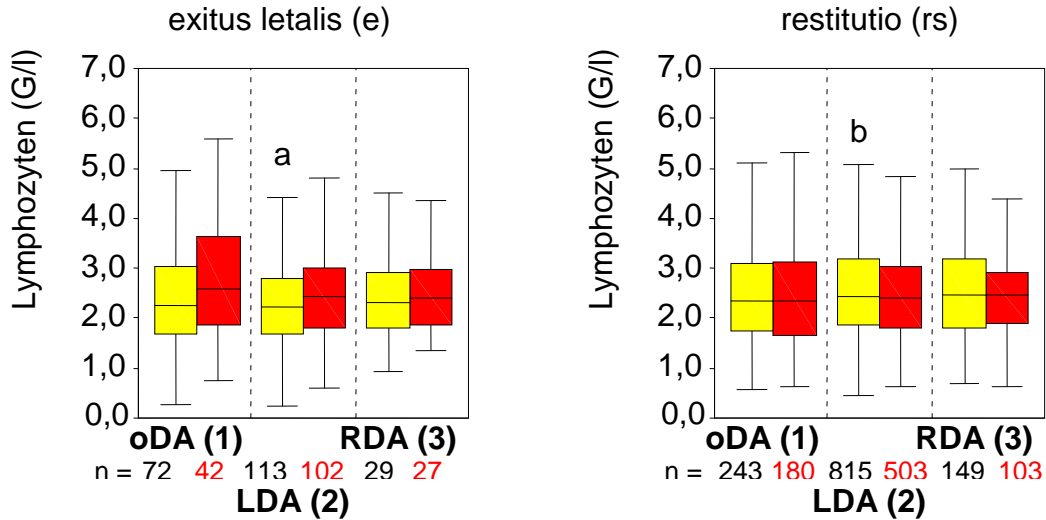 exitus letalis (e)
Lymphozyten (G/l)
7,0
6,0
5,0
4,0
3,0
2,0
1,0
0,0
a
oDA (1) RDA (3)
n = 72 42 113 102 29 27
LDA (2)
restitutio (rs)
Lymphozyten (G/l)
7,0
6,0
5,0
4,0
3,0
2,0
1,0
0,0
b
oDA (1) RDA (3)
n = 243 180 815 503 149 103
LDA (2)